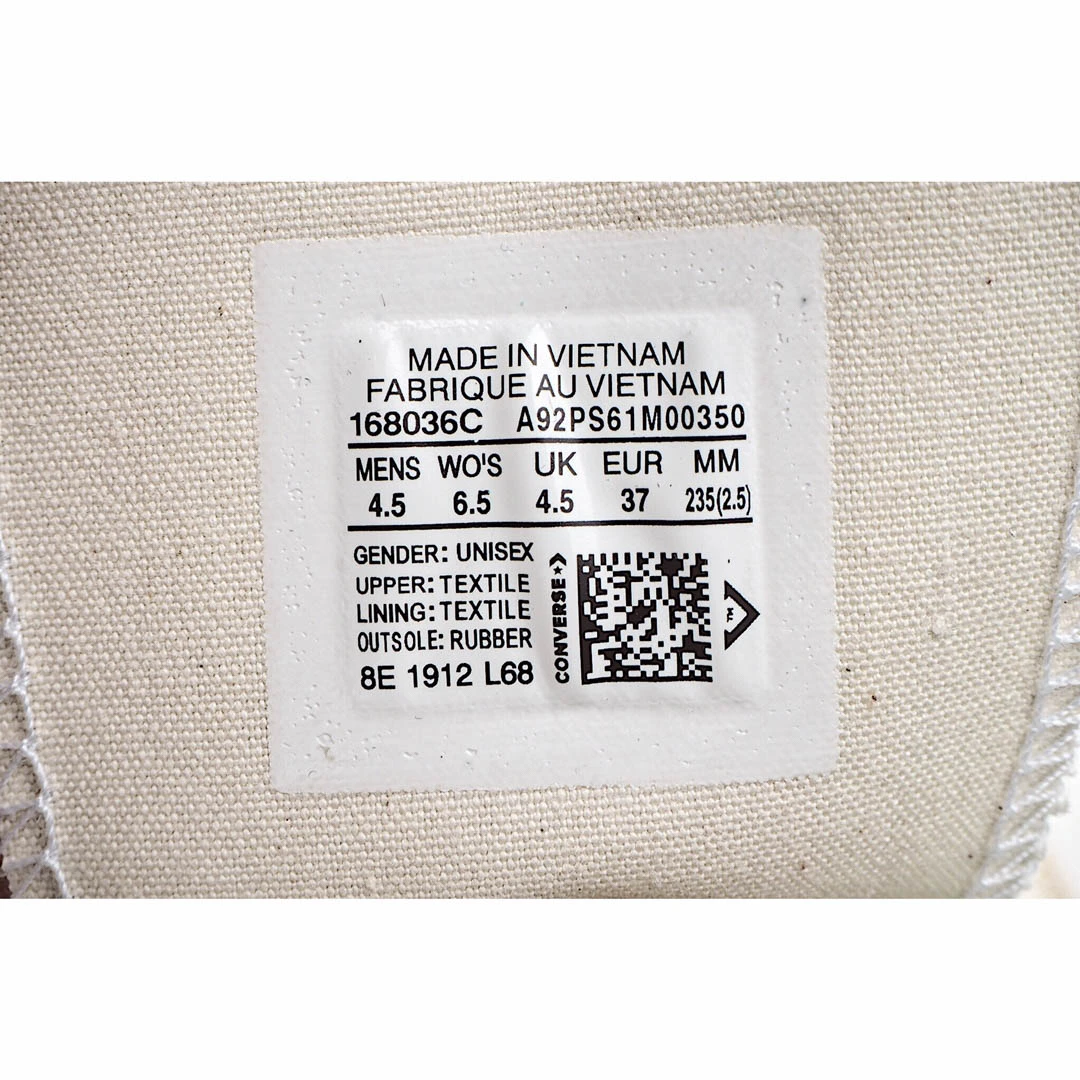 MADE IN VIETNAM
FABRIQUE AU VIETNAM
168036C A92PS61M00350
MENS WO'S UK EUR MM
4.5 6.5 4.5 37 235(2.5)
GENDER: UNISEX
UPPER: TEXTILE
LINING: TEXTILE
OUTSOLE: RUBBER
8E 1912 L68
CONVERSE
TM